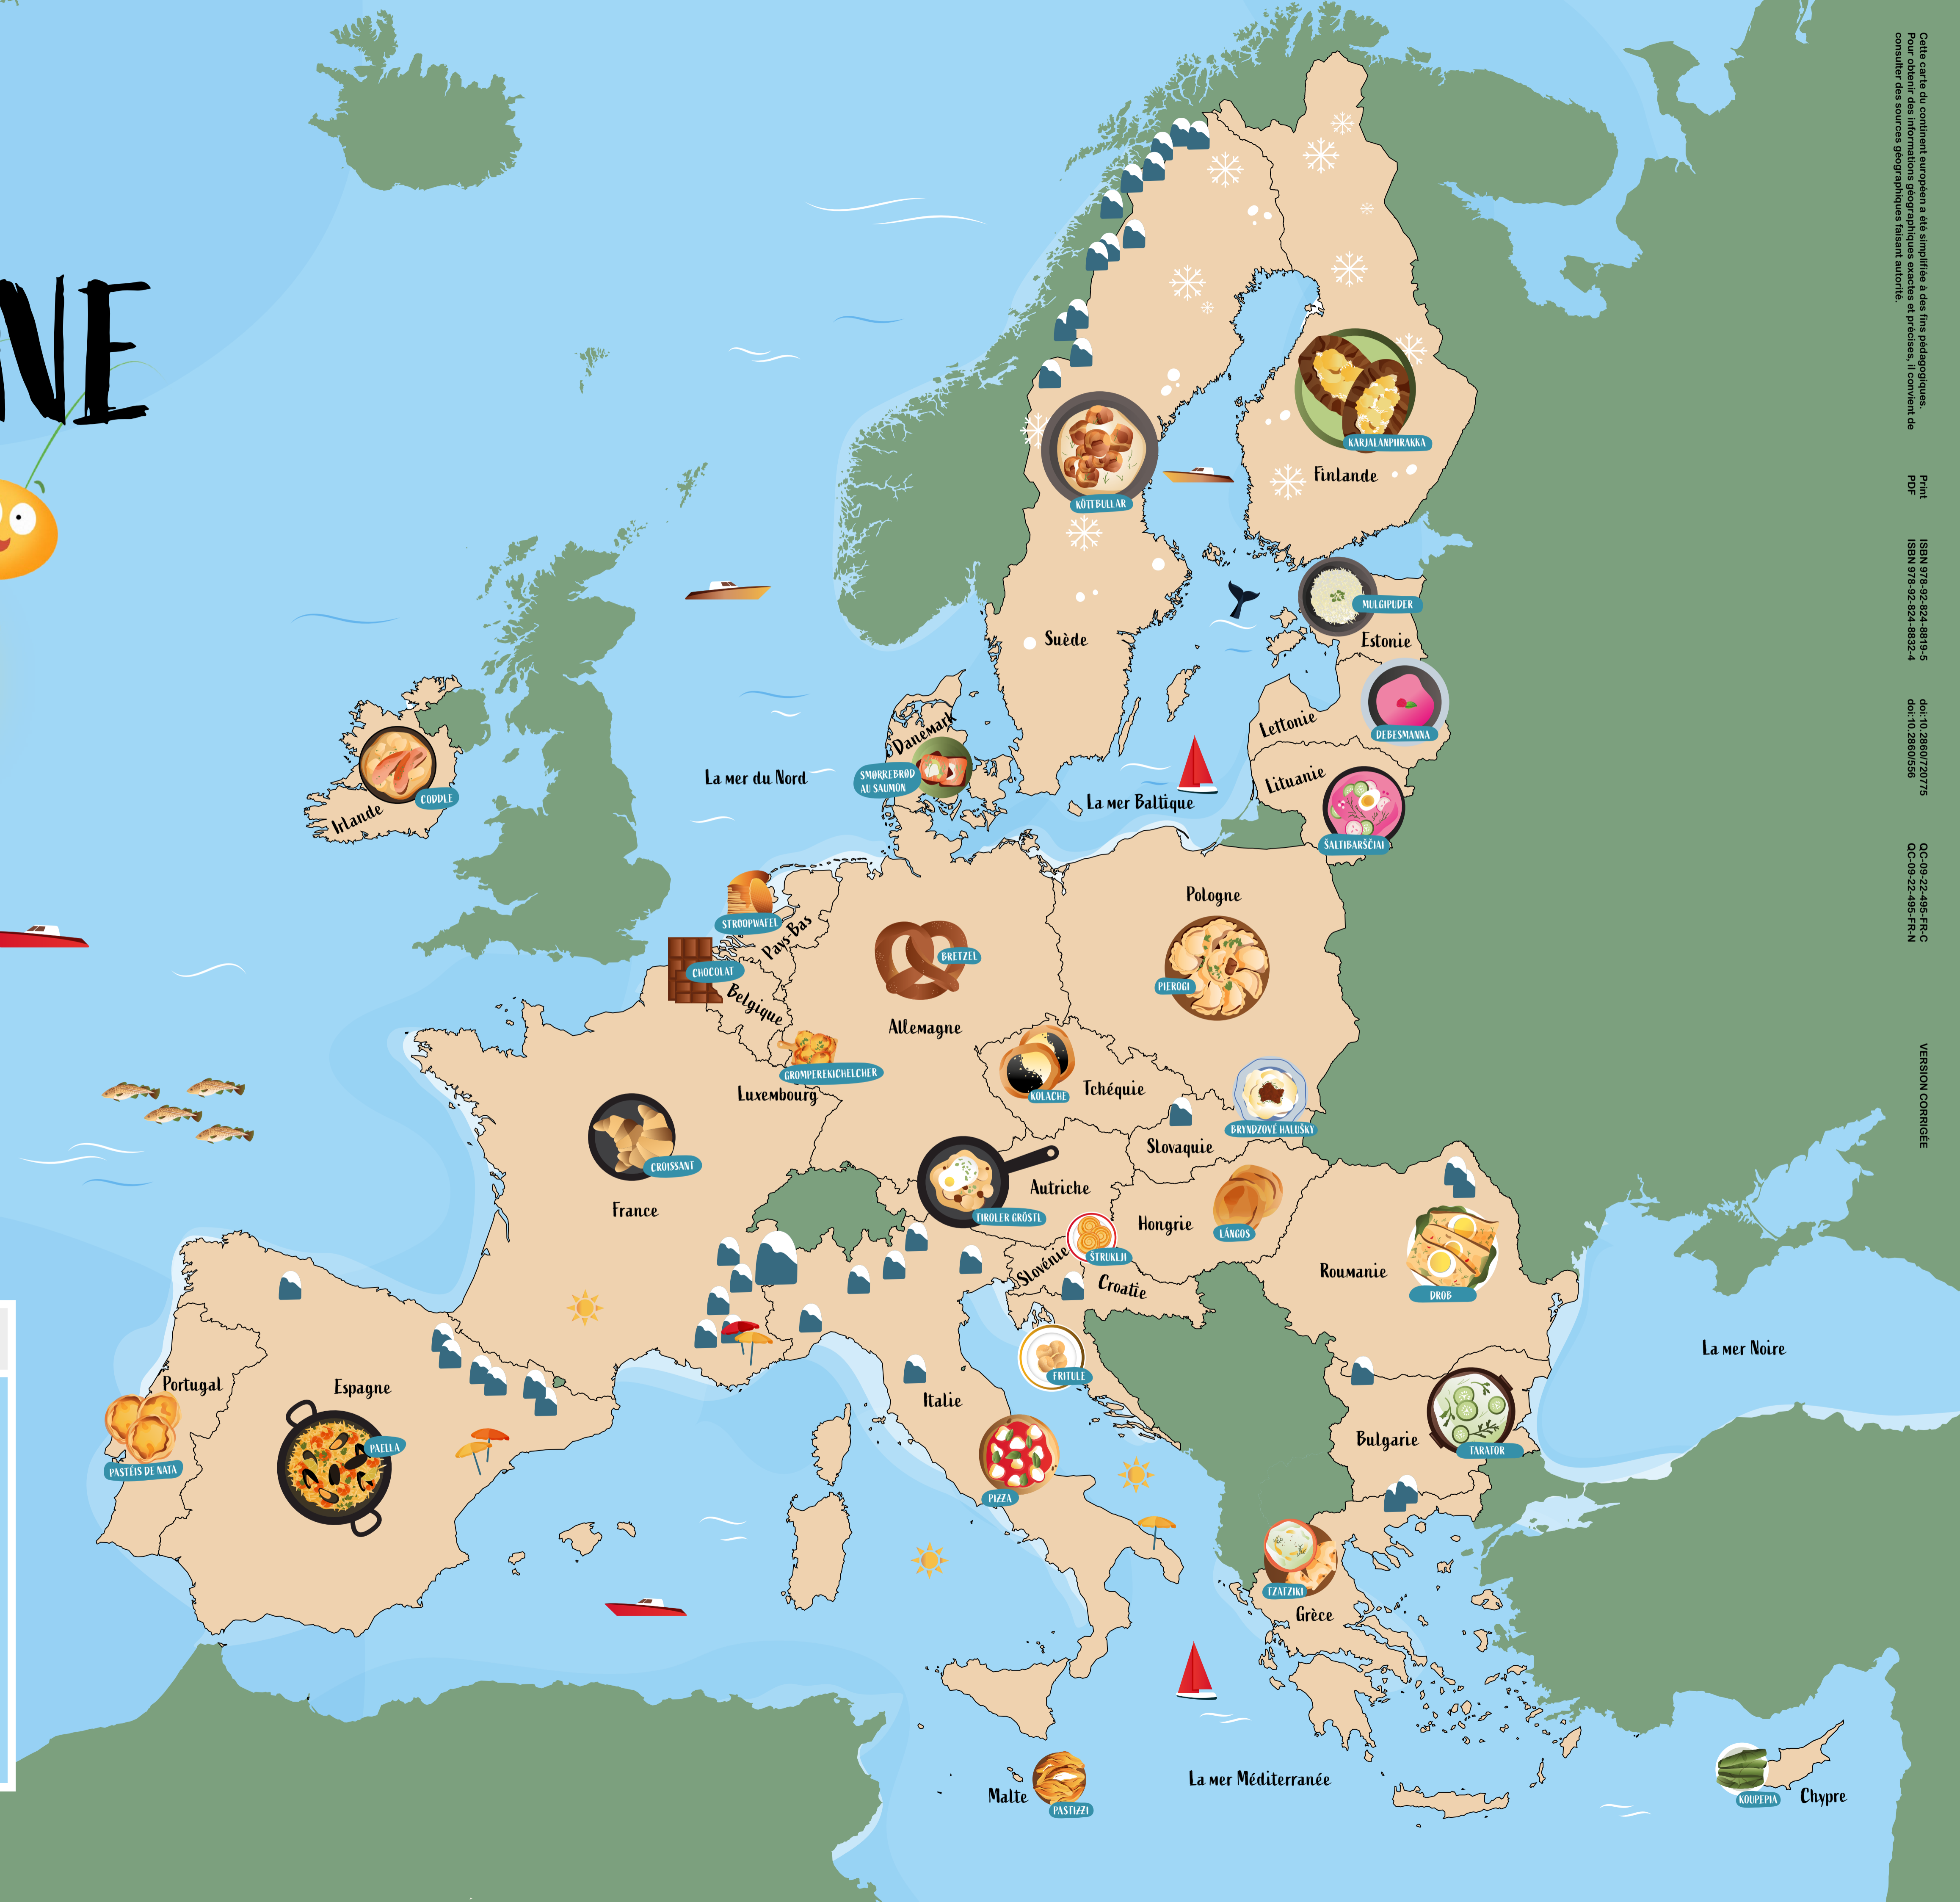 NE
KARJALANPIIRAKKA
Finlande
KÖTTBULLAR
MULGIPUDER
Estonie
Suède
DEBESMANNA
Lettonie
Danemark
SMØRREBRØD
AU SAUMON
La mer du Nord
Lituanie
La mer Baltique
CODDLE
Irlande
ŠALTIBARŠČIAI
Pologne
STROOPWAFEL
Pays-Bas
BRETZEL
CHOCOLAT
PIEROGI
Belgique
Allemagne
GROMPEREKICHELCHER
Luxembourg
KOLACHE
Tchéquie
BRYNDZOVÉ HALUŠKY
Slovaquie
CROISSANT
France
Autriche
TIROLER GRÖSTL
Hongrie
LÁNGOS
ŠTRUKLJI
Slovénie
Croatie
Roumanie
DROB
La mer Noire
FRITULE
Portugal
Espagne
Italie
PAELLA
PASTÉIS DE NATA
Bulgarie
TARATOR
PIZZA
TZATZIKI
Grèce
La mer Méditerranée
Malte
PASTIZZI
KOUPEPIA
Chypre
Cette carte du continent européen a été simplifiée à des fins pédagogiques.
Pour obtenir des informations géographiques exactes et précises, il convient de
consulter des sources géographiques faisant autorité.
Print ISBN 978-92-824-8819-5 doi:10.2860/720775 QC-09-22-495-FR-C
PDF ISBN 978-92-824-8832-4 doi:10.2860/556 QC-09-22-495-FR-N
VERSION CORRIGÉE